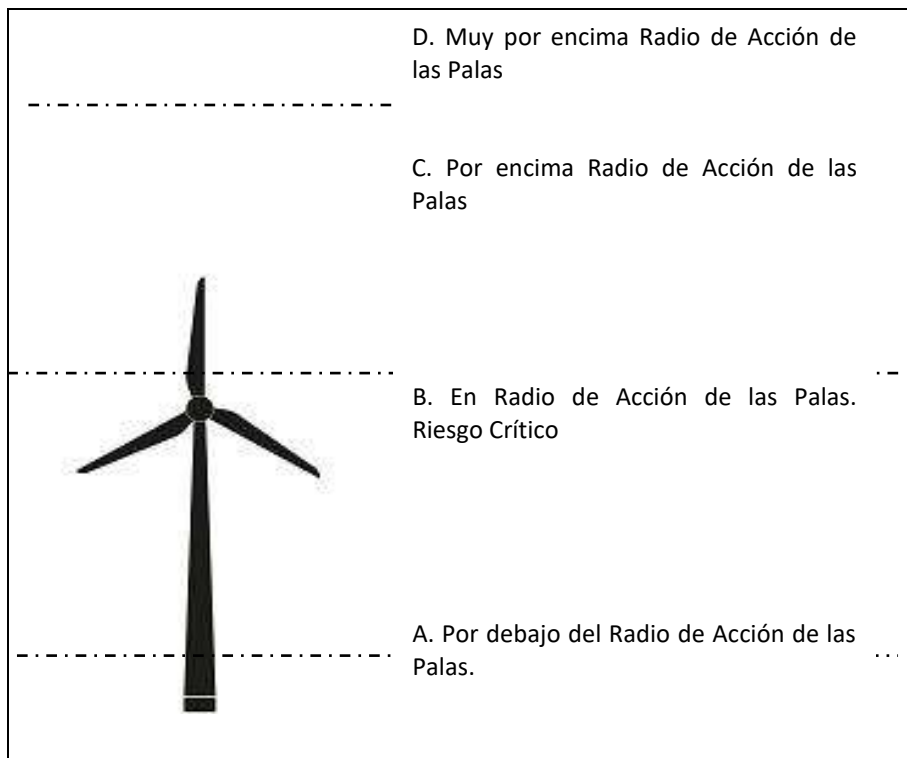 D. Muy por encima Radio de Acción de
las Palas
C. Por encima Radio de Acción de las
Palas
B. En Radio de Acción de las Palas.
Riesgo Crítico
A. Por debajo del Radio de Acción de las
Palas.